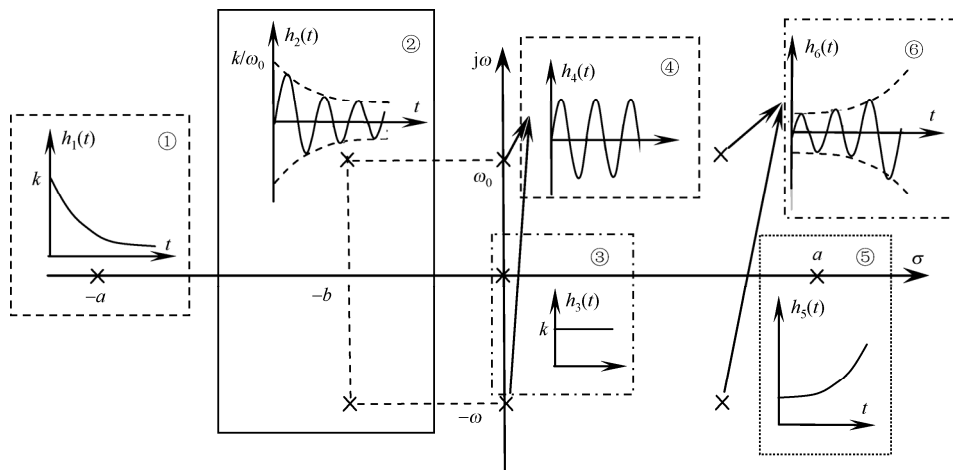 ①
h₁(t)
k
t
−a
②
h₂(t)
k/ω₀
t
−b
jω
ω₀
−ω
③
h₃(t)
k
④
h₄(t)
⑥
h₆(t)
t
a
⑤
σ
h₅(t)
t